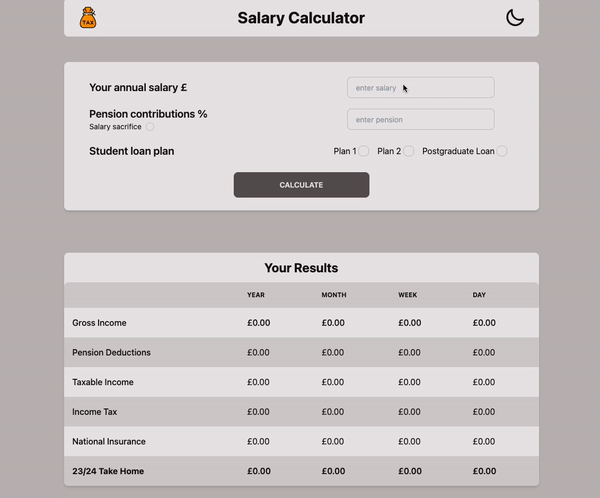 TAX
Salary Calculator
Your annual salary £
enter salary
Pension contributions %
enter pension
Salary sacrifice
Student loan plan
Plan 1 Plan 2 Postgraduate Loan
CALCULATE
Your Results
YEAR MONTH WEEK DAY
Gross Income £0.00 £0.00 £0.00 £0.00
Pension Deductions £0.00 £0.00 £0.00 £0.00
Taxable Income £0.00 £0.00 £0.00 £0.00
Income Tax £0.00 £0.00 £0.00 £0.00
National Insurance £0.00 £0.00 £0.00 £0.00
23/24 Take Home £0.00 £0.00 £0.00 £0.00